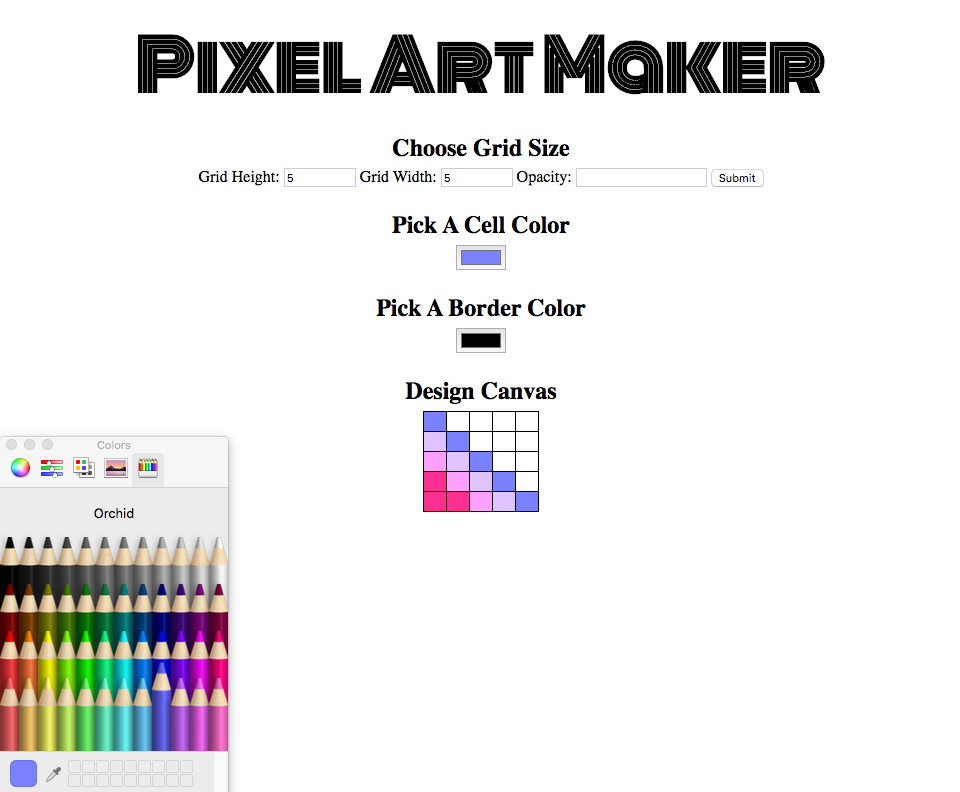 Pixel Art Maker
Choose Grid Size
Grid Height: 5 Grid Width: 5 Opacity: Submit
Pick A Cell Color
Pick A Border Color
Design Canvas
Colors
Orchid